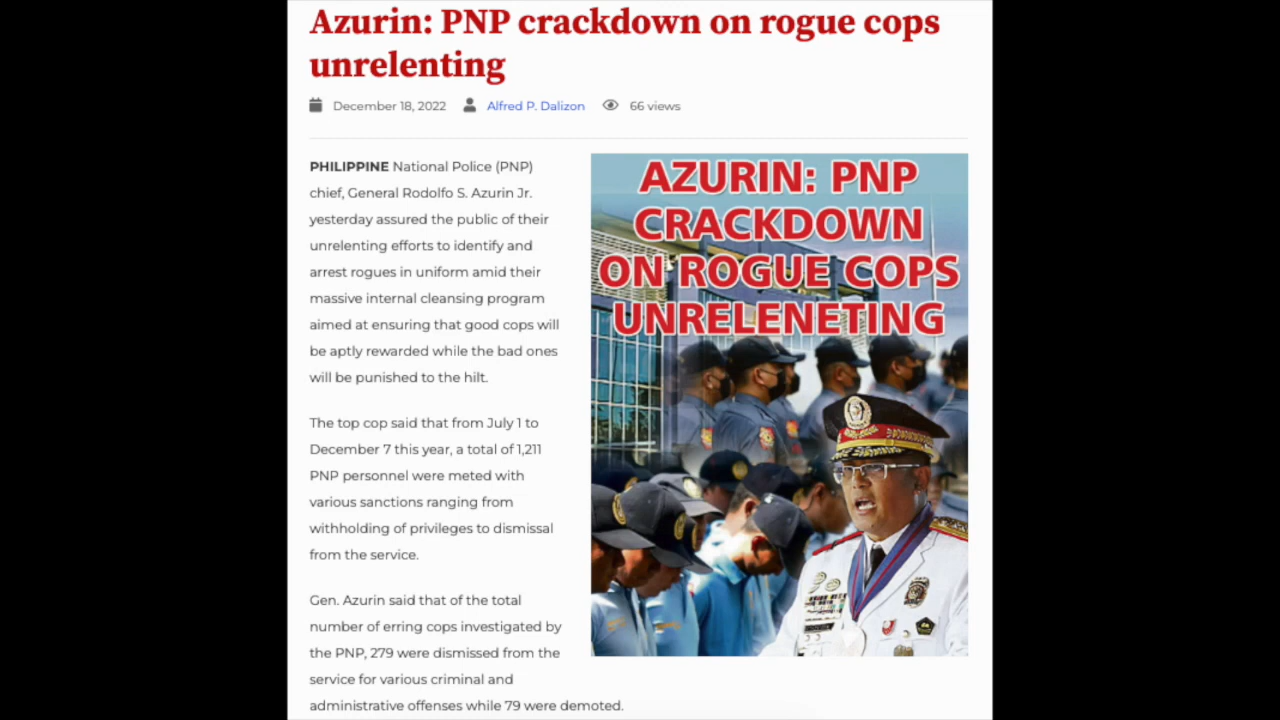 Azurin: PNP crackdown on rogue cops
unrelenting
December 18, 2022 Alfred P. Dalizon 66 views
PHILIPPINE National Police (PNP)
chief, General Rodolfo S. Azurin Jr.
yesterday assured the public of their
unrelenting efforts to identify and
arrest rogues in uniform amid their
massive internal cleansing program
aimed at ensuring that good cops will
be aptly rewarded while the bad ones
will be punished to the hilt.
The top cop said that from July 1 to
December 7 this year, a total of 1,211
PNP personnel were meted with
various sanctions ranging from
withholding of privileges to dismissal
from the service.
Gen. Azurin said that of the total
number of erring cops investigated by
the PNP, 279 were dismissed from the
service for various criminal and
administrative offenses while 79 were demoted.
AZURIN: PNP
CRACKDOWN
ON ROGUE COPS
UNRELENETING